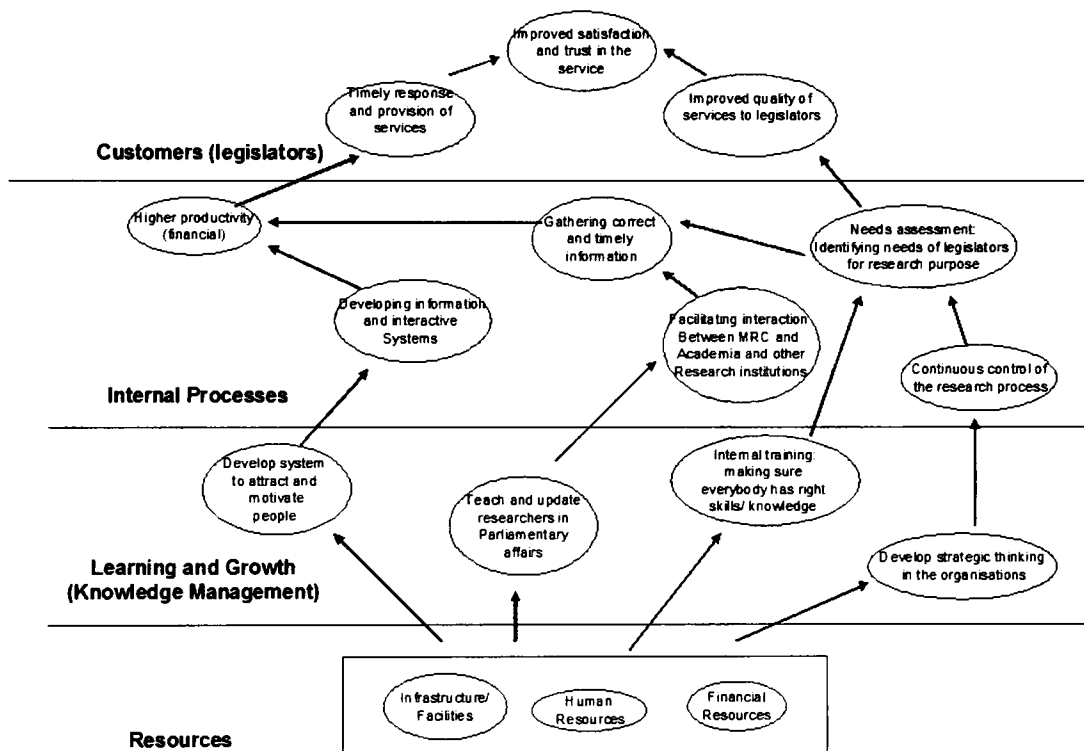 Improved satisfaction
and trust in the
service
Timely response
and provision of
services
Improved quality of
services to legislators
Customers (legislators)
Higher productivity
(financial)
Gathering correct
and timely
information
Needs assessment:
Identifying needs of legislators
for research purpose
Developing information
and interactive
Systems
Facilitating interaction
Between MRC and
Academia and other
Research institutions
Continuous control of
the research process
Internal Processes
Develop system
to attract and
motivate
people
Teach and update
researchers in
Parliamentary
affairs
Internal training:
making sure
everybody has right
skills/ knowledge
Develop strategic thinking
in the organisations
Learning and Growth
(Knowledge Management)
Infrastructure/
Facilities
Human
Resources
Financial
Resources
Resources